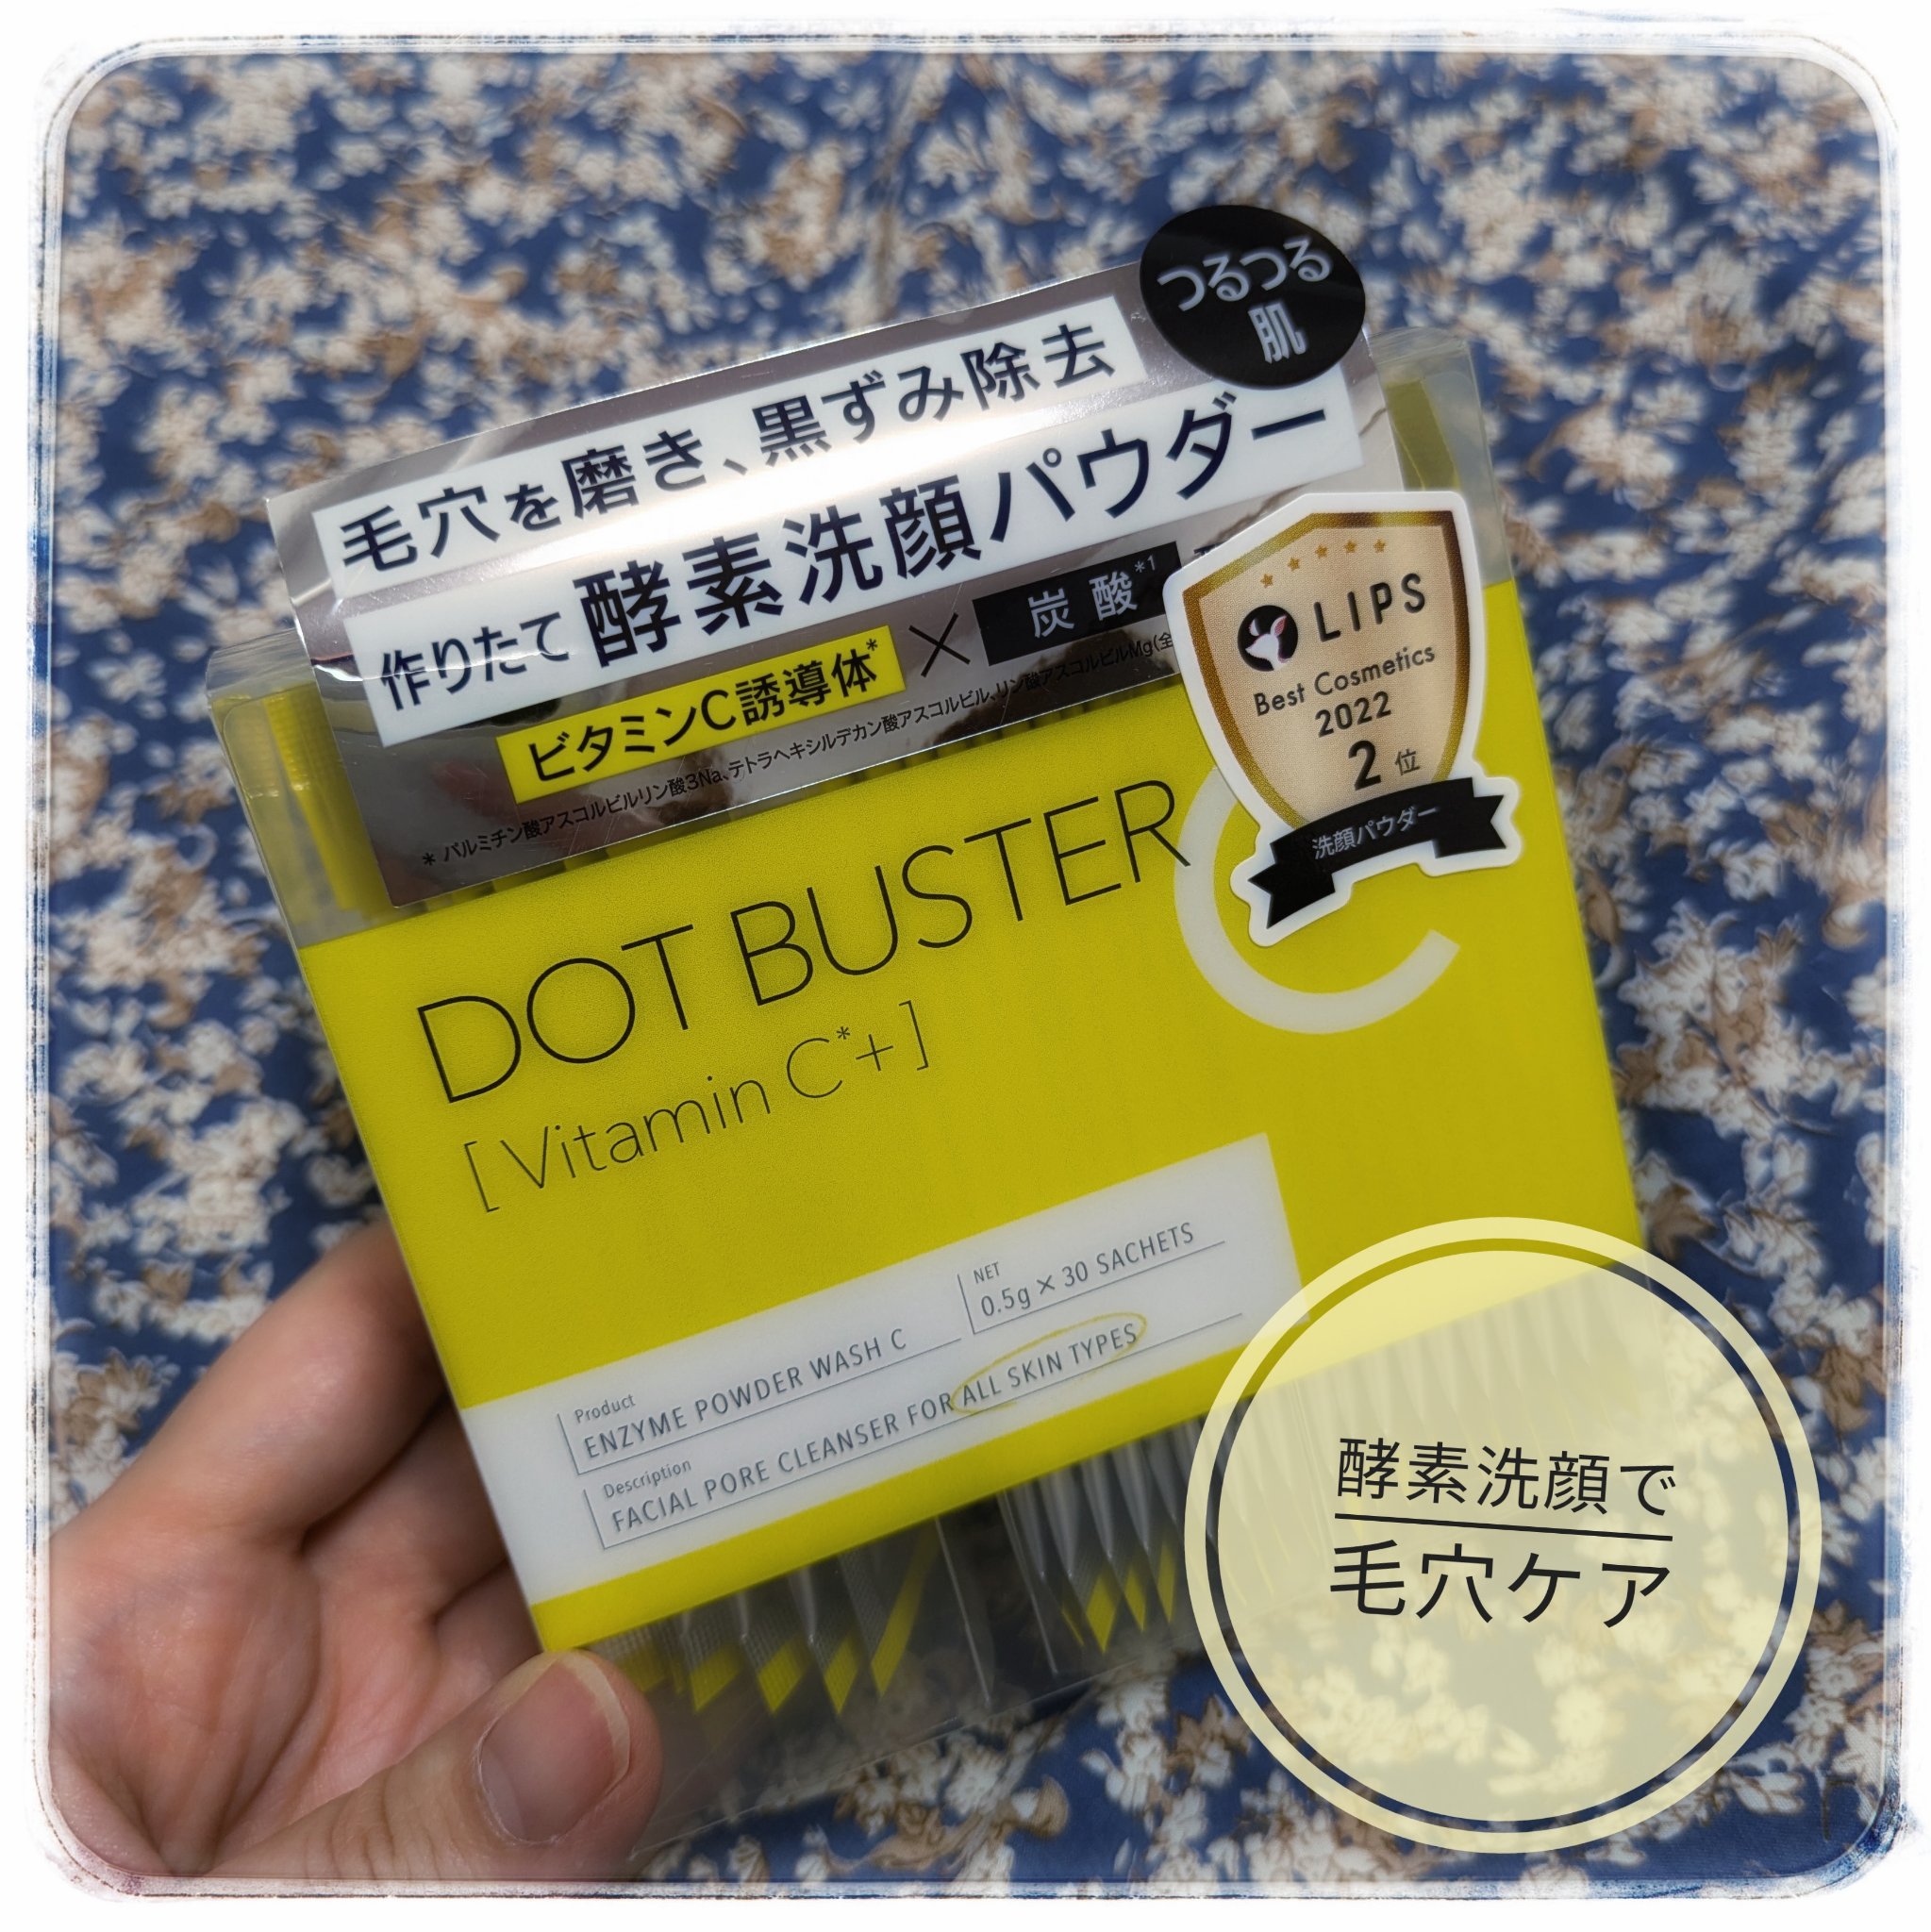 つるつる
肌
毛穴を磨き、黒ずみ除去
作りたて 酵素洗顔パウダー
ビタミンC誘導体* × 炭酸*1
* パルミチン酸アスコルビルリン酸3Na、テトラヘキシルデカン酸アスコルビル、リン酸アスコルビルMg(全
LIPS
Best Cosmetics
2022
2位
洗顔パウダー
DOT BUSTER
C
[Vitamin C*+]
NET
0.5g × 30 SACHETS
Product
ENZYME POWDER WASH C
Description
FACIAL PORE CLEANSER FOR ALL SKIN TYPES
酵素洗顔で
毛穴ケア